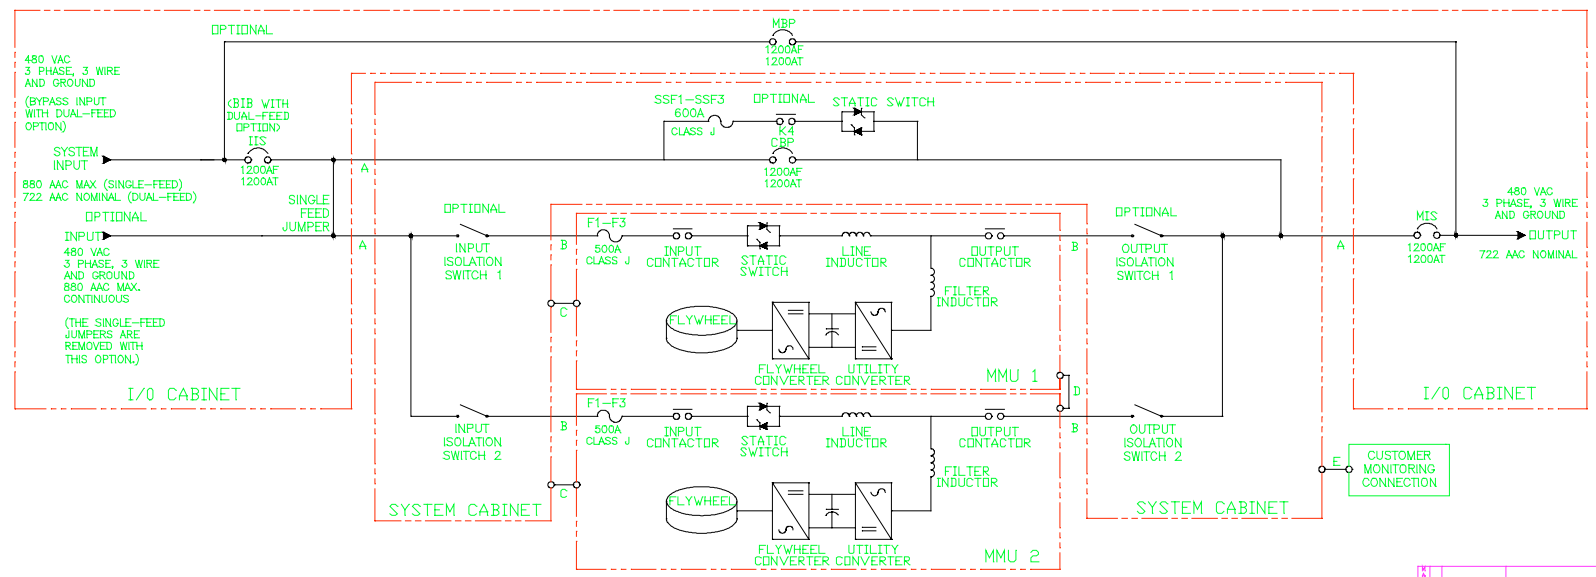 OPTIONAL
480 VAC
3 PHASE, 3 WIRE
AND GROUND
(BYPASS INPUT
WITH DUAL-FEED
OPTION)
SYSTEM
INPUT
880 AAC MAX (SINGLE-FEED)
722 AAC NOMINAL (DUAL-FEED)
OPTIONAL
INPUT
480 VAC
3 PHASE, 3 WIRE
AND GROUND
880 AAC MAX.
CONTINUOUS
(THE SINGLE-FEED
JUMPERS ARE
REMOVED WITH
THIS OPTION.)
I/O CABINET
(BIB WITH
DUAL-FEED
OPTION)
IIS
1200AF
1200AT
SINGLE
FEED
JUMPER
A
A
MBP
1200AF
1200AT
SSF1-SSF3
600A
CLASS J
OPTIONAL
K4
STATIC SWITCH
CBP
1200AF
1200AT
OPTIONAL
INPUT
ISOLATION
SWITCH 1
B
F1-F3
500A
CLASS J
INPUT
CONTACTOR
STATIC
SWITCH
LINE
INDUCTOR
OUTPUT
CONTACTOR
B
OPTIONAL
OUTPUT
ISOLATION
SWITCH 1
FILTER
INDUCTOR
C
FLYWHEEL
FLYWHEEL
CONVERTER
UTILITY
CONVERTER
MMU 1
D
INPUT
ISOLATION
SWITCH 2
B
F1-F3
500A
CLASS J
INPUT
CONTACTOR
STATIC
SWITCH
LINE
INDUCTOR
OUTPUT
CONTACTOR
B
OUTPUT
ISOLATION
SWITCH 2
FILTER
INDUCTOR
C
FLYWHEEL
FLYWHEEL
CONVERTER
UTILITY
CONVERTER
MMU 2
SYSTEM CABINET
SYSTEM CABINET
A
MIS
1200AF
1200AT
480 VAC
3 PHASE, 3 WIRE
AND GROUND
OUTPUT
722 AAC NOMINAL
I/O CABINET
E
CUSTOMER
MONITORING
CONNECTION